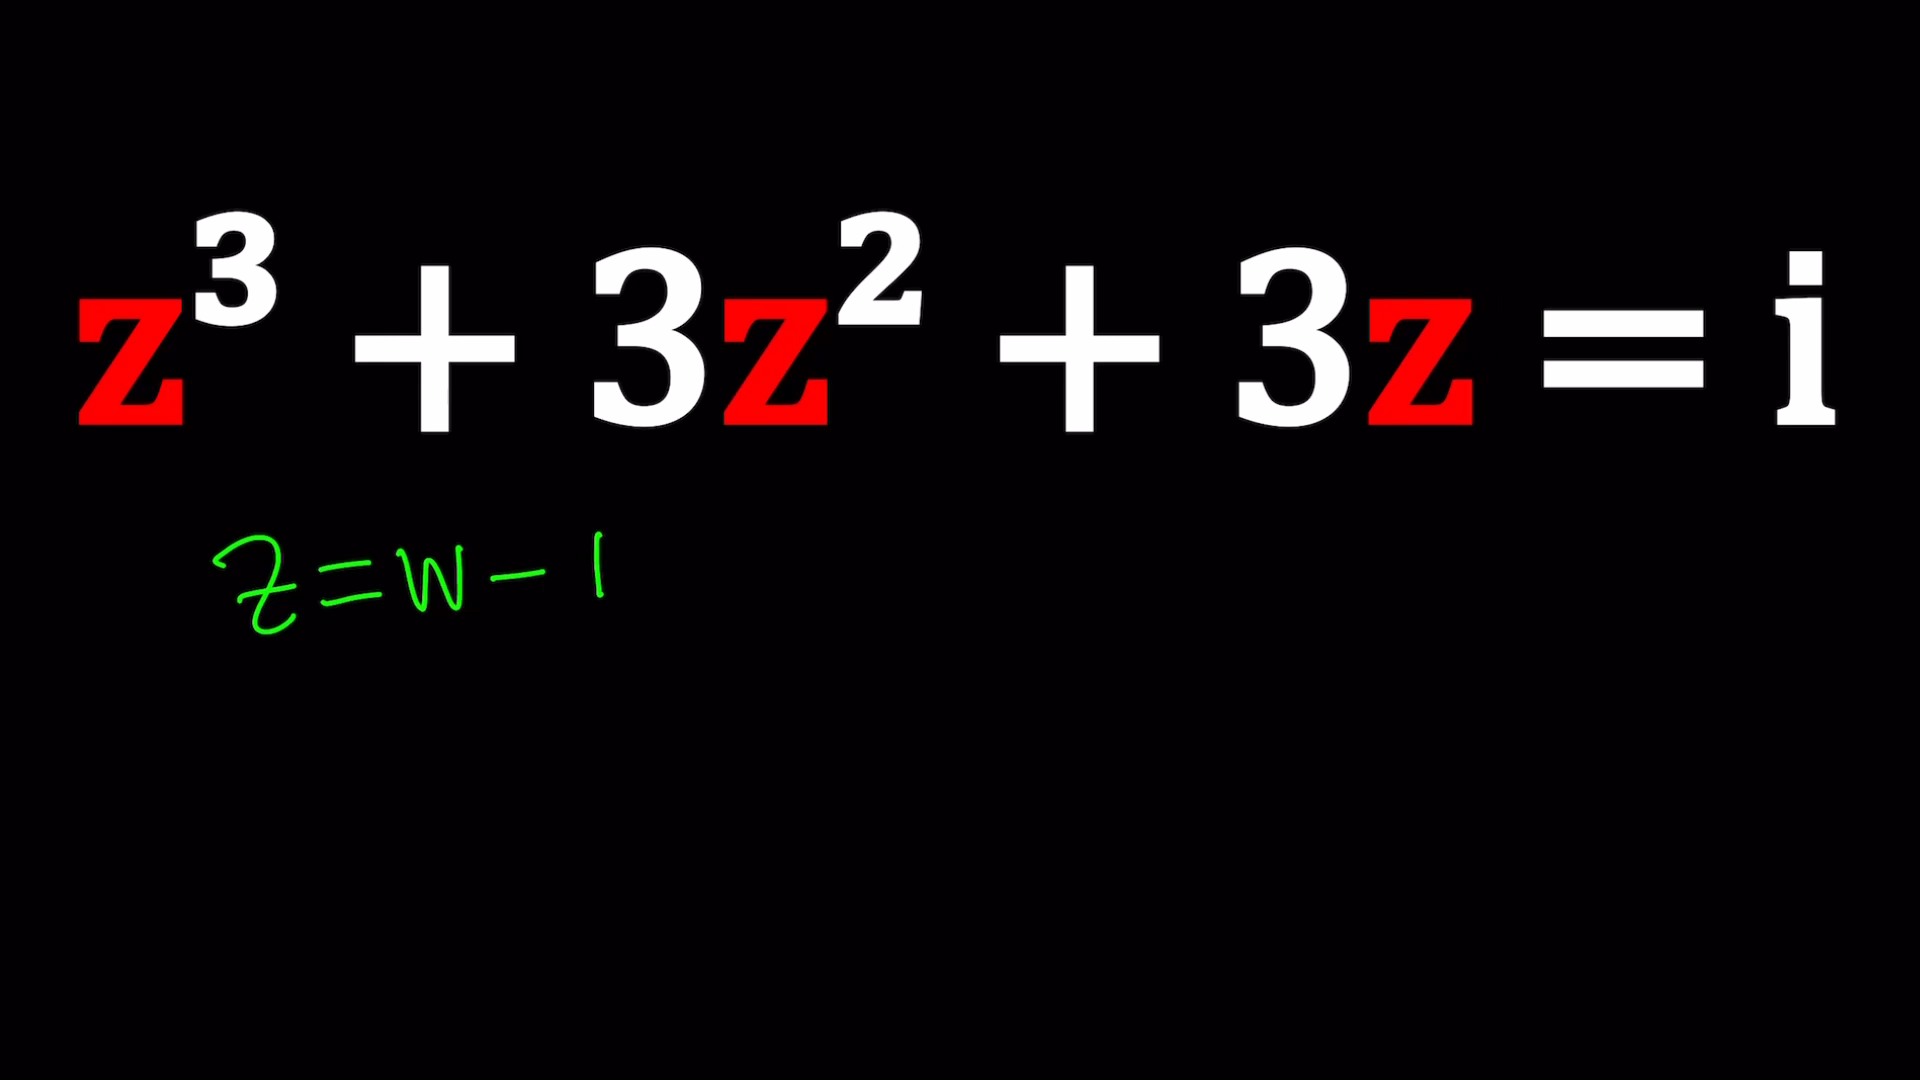 z³ + 3z² + 3z = i
z = w - 1